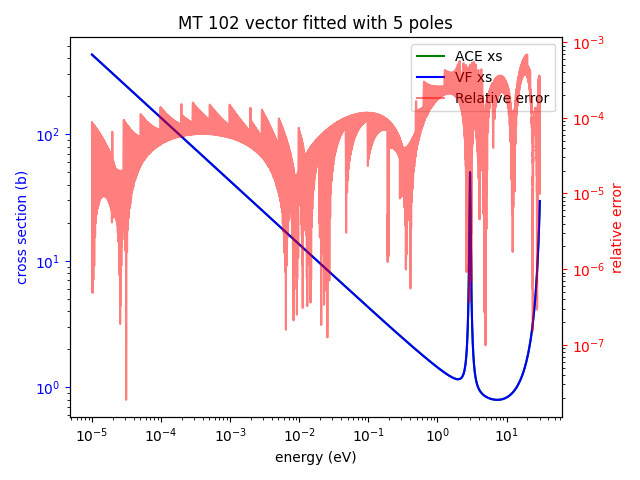 MT 102 vector fitted with 5 poles
ACE xs
VF xs
Relative error
cross section (b)
10^2
10^1
10^0
relative error
10^-3
10^-4
10^-5
10^-6
10^-7
10^-5 10^-4 10^-3 10^-2 10^-1 10^0 10^1
energy (eV)